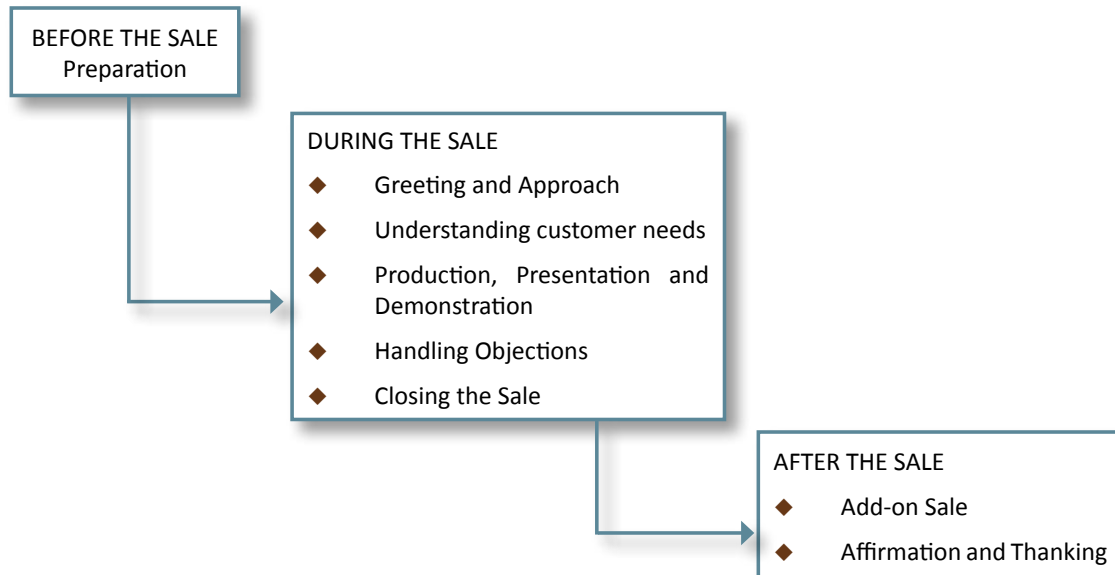 BEFORE THE SALE
Preparation
DURING THE SALE
◆ Greeting and Approach
◆ Understanding customer needs
◆ Production, Presentation and
Demonstration
◆ Handling Objections
◆ Closing the Sale
AFTER THE SALE
◆ Add-on Sale
◆ Affirmation and Thanking